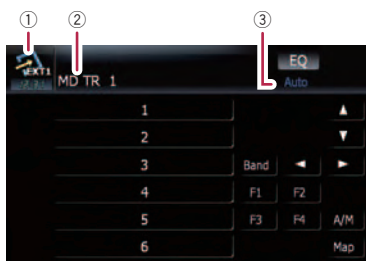 ① ② ③
EXT1
MD TR 1
EQ
Auto
1
2
3 Band
4 F1 F2
5 F3 F4 A/M
6 Map